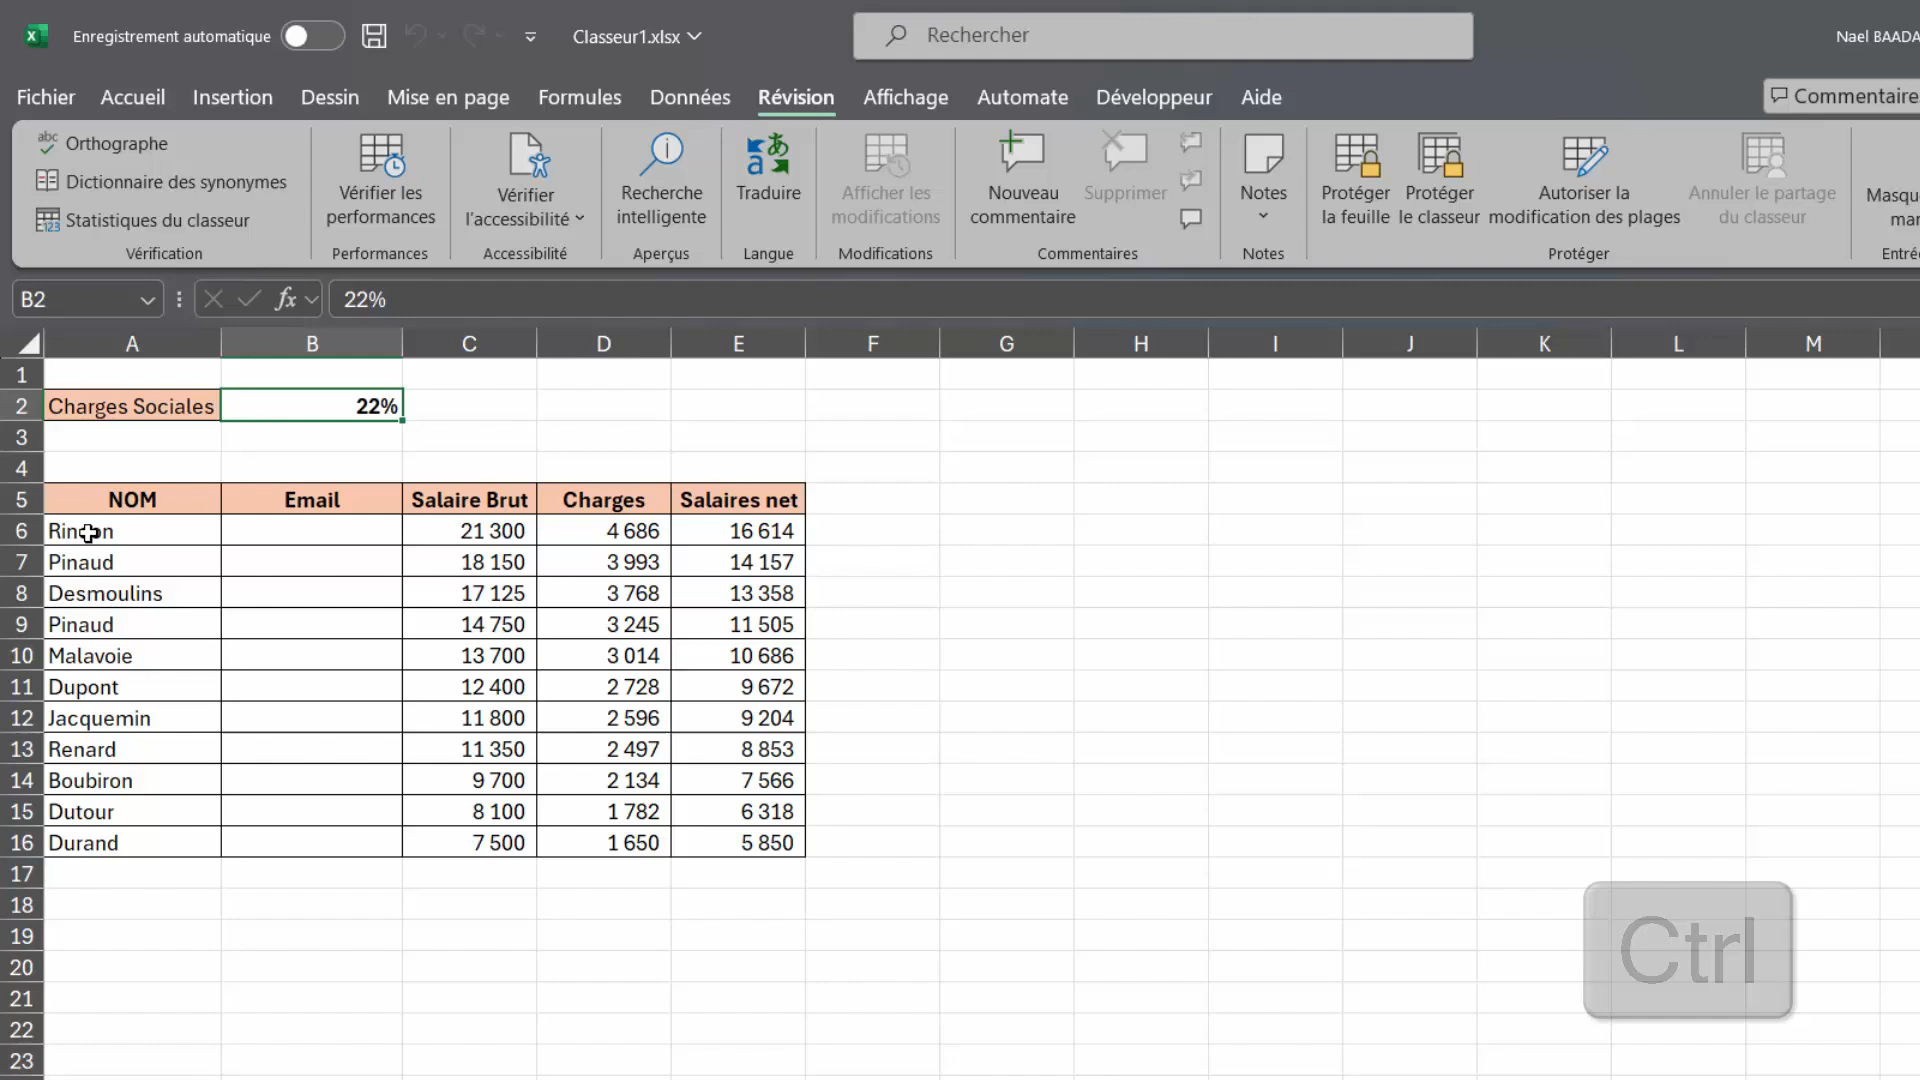 Enregistrement automatique Classeur1.xlsx Rechercher Nael BAADA
Fichier Accueil Insertion Dessin Mise en page Formules Données Révision Affichage Automate Développeur Aide Commentaire
abc Orthographe
Dictionnaire des synonymes
123 Statistiques du classeur
Vérification
Vérifier les
performances
Performances
Vérifier
l'accessibilité
Accessibilité
Recherche
intelligente
Aperçus
Traduire
Langue
Afficher les
modifications
Modifications
Nouveau
commentaire
Supprimer
Commentaires
Notes
Notes
Protéger
la feuille
Protéger
le classeur
Autoriser la
modification des plages
Annuler le partage
du classeur
Protéger
Masqu
mar
Entré
B2 fx 22%
A B C D E F G H I J K L M
1
2 Charges Sociales 22%
3
4
5 NOM Email Salaire Brut Charges Salaires net
6 21 300 4 686 16 614
7 Pinaud 18 150 3 993 14 157
8 Desmoulins 17 125 3 768 13 358
9 Pinaud 14 750 3 245 11 505
10 Malavoie 13 700 3 014 10 686
11 Dupont 12 400 2 728 9 672
12 Jacquemin 11 800 2 596 9 204
13 Renard 11 350 2 497 8 853
14 Boubiron 9 700 2 134 7 566
15 Dutour 8 100 1 782 6 318
16 Durand 7 500 1 650 5 850
17
18
19
20
21
22
23
Ctrl